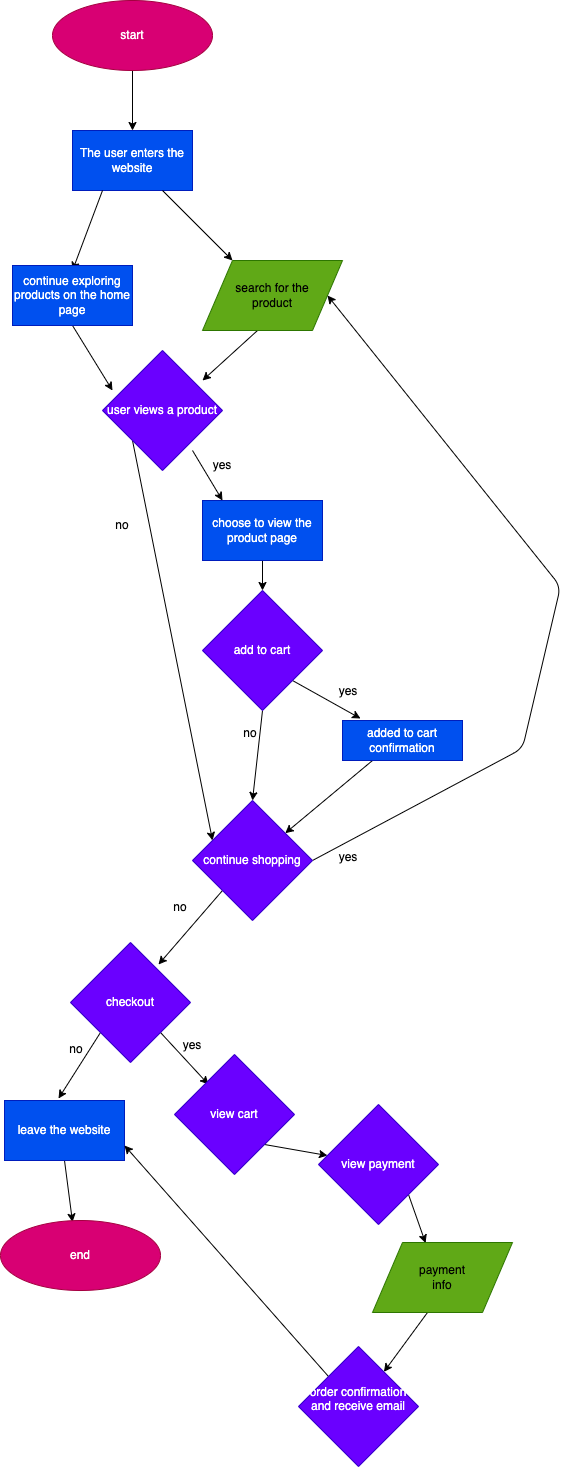 start
The user enters the
website
continue exploring
products on the home
page
search for the
product
user views a product
yes
no
choose to view the
product page
add to cart
yes
no
added to cart
confirmation
continue shopping
yes
no
checkout
no
yes
view cart
leave the website
view payment
end
payment
info
order confirmation
and receive email